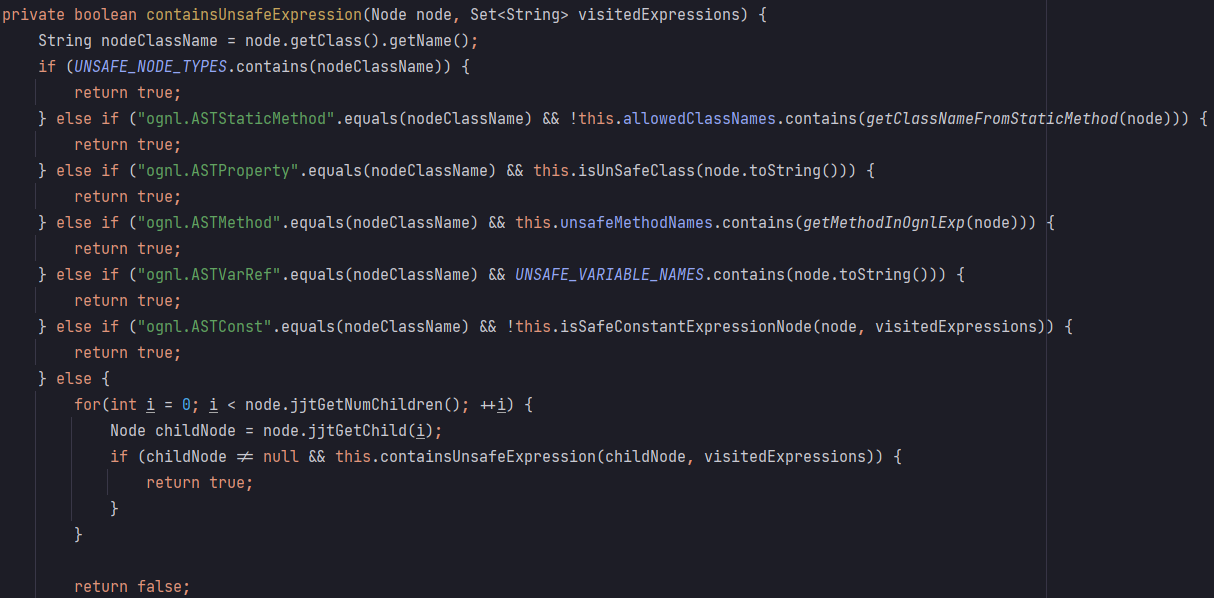 private boolean containsUnsafeExpression(Node node, Set<String> visitedExpressions) {
    String nodeClassName = node.getClass().getName();
    if (UNSAFE_NODE_TYPES.contains(nodeClassName)) {
        return true;
    } else if ("ognl.ASTStaticMethod".equals(nodeClassName) && !this.allowedClassNames.contains(getClassNameFromStaticMethod(node))) {
        return true;
    } else if ("ognl.ASTProperty".equals(nodeClassName) && this.isUnSafeClass(node.toString())) {
        return true;
    } else if ("ognl.ASTMethod".equals(nodeClassName) && this.unsafeMethodNames.contains(getMethodInOgnlExp(node))) {
        return true;
    } else if ("ognl.ASTVarRef".equals(nodeClassName) && UNSAFE_VARIABLE_NAMES.contains(node.toString())) {
        return true;
    } else if ("ognl.ASTConst".equals(nodeClassName) && !this.isSafeConstantExpressionNode(node, visitedExpressions)) {
        return true;
    } else {
        for(int i = 0; i < node.jjtGetNumChildren(); ++i) {
            Node childNode = node.jjtGetChild(i);
            if (childNode != null && this.containsUnsafeExpression(childNode, visitedExpressions)) {
                return true;
            }
        }

        return false;